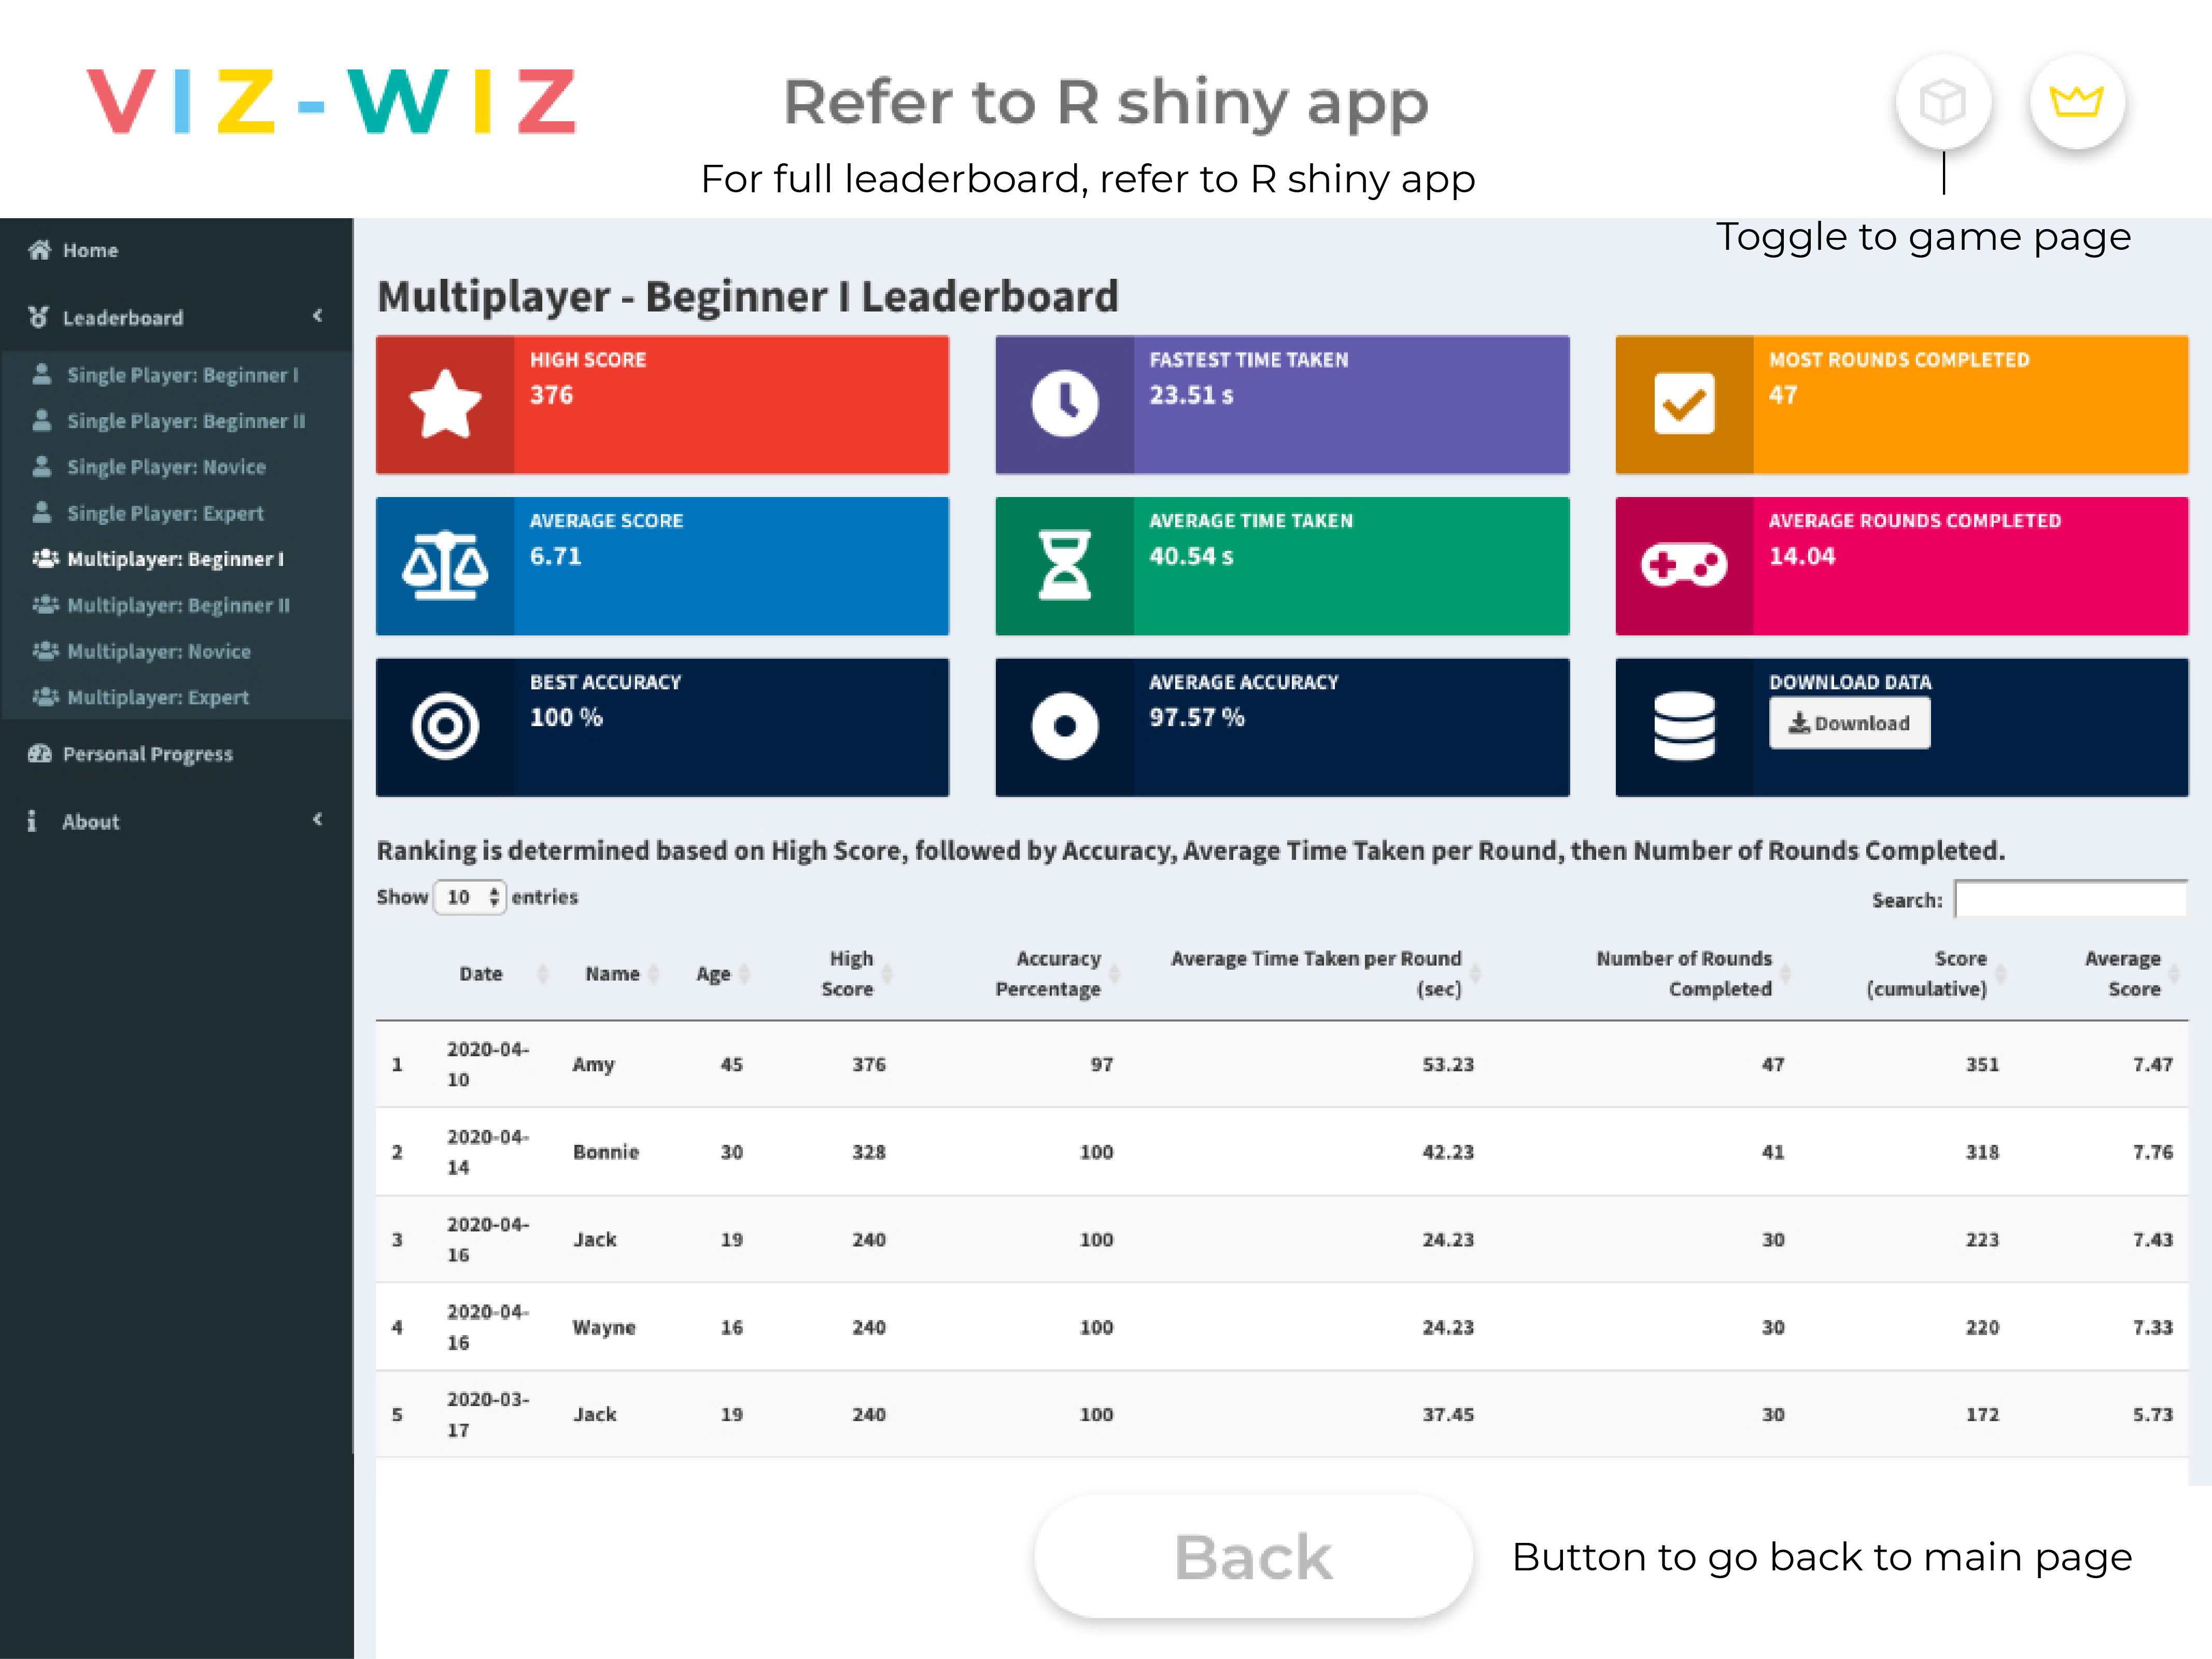 VIZ-WIZ
Refer to R shiny app
For full leaderboard, refer to R shiny app
Toggle to game page
Home
Leaderboard
Single Player: Beginner I
Single Player: Beginner II
Single Player: Novice
Single Player: Expert
Multiplayer: Beginner I
Multiplayer: Beginner II
Multiplayer: Novice
Multiplayer: Expert
Personal Progress
About
Multiplayer - Beginner I Leaderboard
HIGH SCORE
376
FASTEST TIME TAKEN
23.51 s
MOST ROUNDS COMPLETED
47
AVERAGE SCORE
6.71
AVERAGE TIME TAKEN
40.54 s
AVERAGE ROUNDS COMPLETED
14.04
BEST ACCURACY
100 %
AVERAGE ACCURACY
97.57 %
DOWNLOAD DATA
Download
Ranking is determined based on High Score, followed by Accuracy, Average Time Taken per Round, then Number of Rounds Completed.
Show 10 entries
Search:
Date Name Age High Score Accuracy Percentage Average Time Taken per Round (sec) Number of Rounds Completed Score (cumulative) Average Score
1 2020-04-10 Amy 45 376 97 53.23 47 351 7.47
2 2020-04-14 Bonnie 30 328 100 42.23 41 318 7.76
3 2020-04-16 Jack 19 240 100 24.23 30 223 7.43
4 2020-04-16 Wayne 16 240 100 24.23 30 220 7.33
5 2020-03-17 Jack 19 240 100 37.45 30 172 5.73
Back
Button to go back to main page